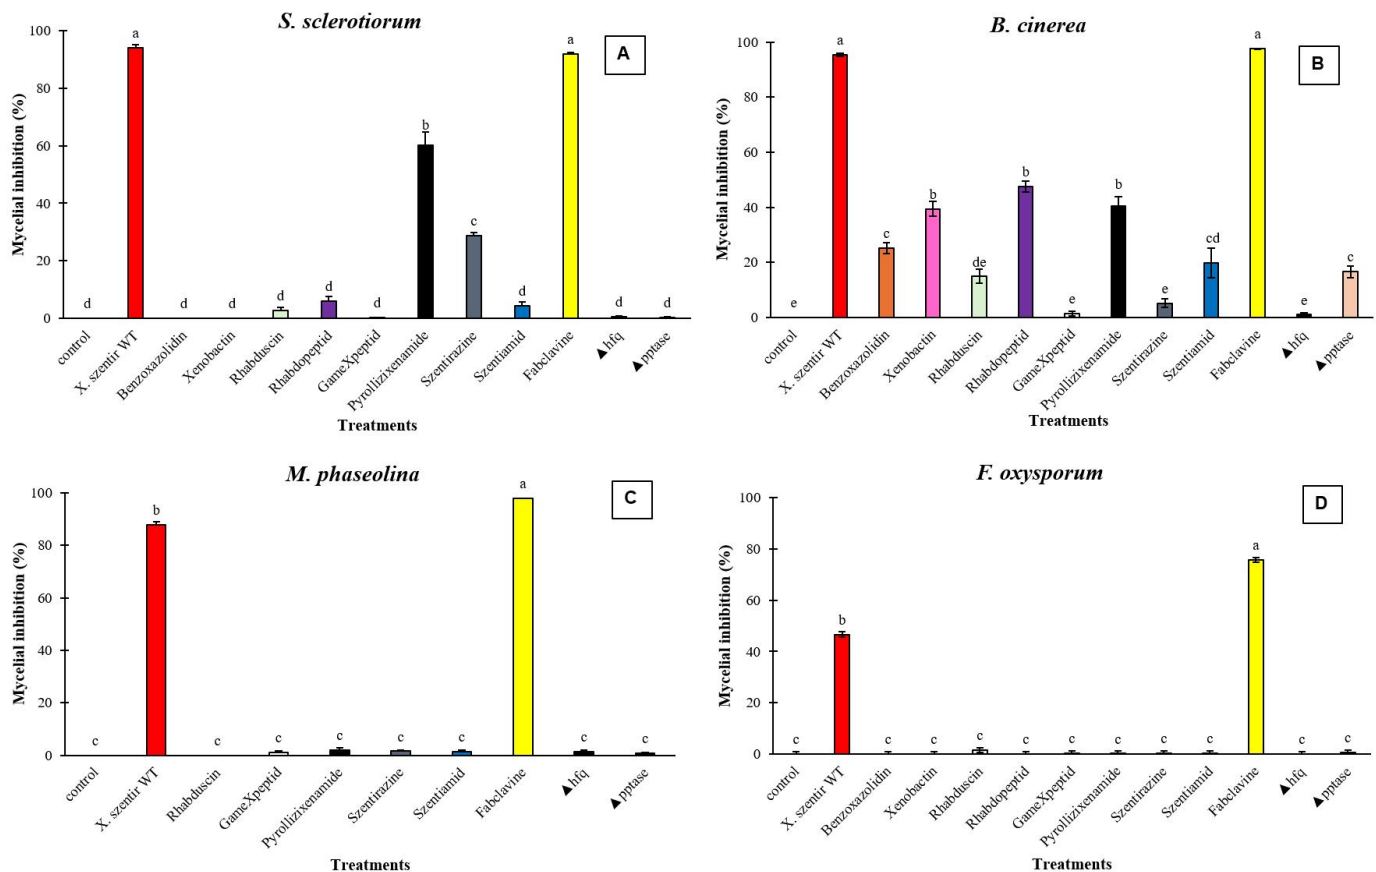 S. sclerotiorum
A
Mycelial inhibition (%)
100
80
60
40
20
0
d
a
d
d
d
d
d
b
c
d
a
d
d
control
X. szentir WT
Benzoxazolidin
Xenobactin
Rhabduscin
Rhabdopeptid
GameXpeptid
Pyrollizixenamide
Szentirazine
Szentiamid
Fabclavine
▲hfq
▲pptase
Treatments
B. cinerea
B
Mycelial inhibition (%)
100
80
60
40
20
0
e
a
c
b
de
b
e
b
e
cd
a
e
c
control
X. szentir WT
Benzoxazolidin
Xenobactin
Rhabduscin
Rhabdopeptid
GameXpeptid
Pyrollizixenamide
Szentirazine
Szentiamid
Fabclavine
▲hfq
▲pptase
Treatments
M. phaseolina
C
Mycelial inhibition (%)
100
80
60
40
20
0
c
b
c
c
c
c
c
a
c
c
control
X. szentir WT
Rhabduscin
GameXpeptid
Pyrollizixenamide
Szentirazine
Szentiamid
Fabclavine
▲hfq
▲pptase
Treatments
F. oxysporum
D
Mycelial inhibition (%)
100
80
60
40
20
0
c
b
c
c
c
c
c
c
c
c
a
c
c
control
X. szentir WT
Benzoxazolidin
Xenobactin
Rhabduscin
Rhabdopeptid
GameXpeptid
Pyrollizixenamide
Szentirazine
Szentiamid
Fabclavine
▲hfq
▲pptase
Treatments